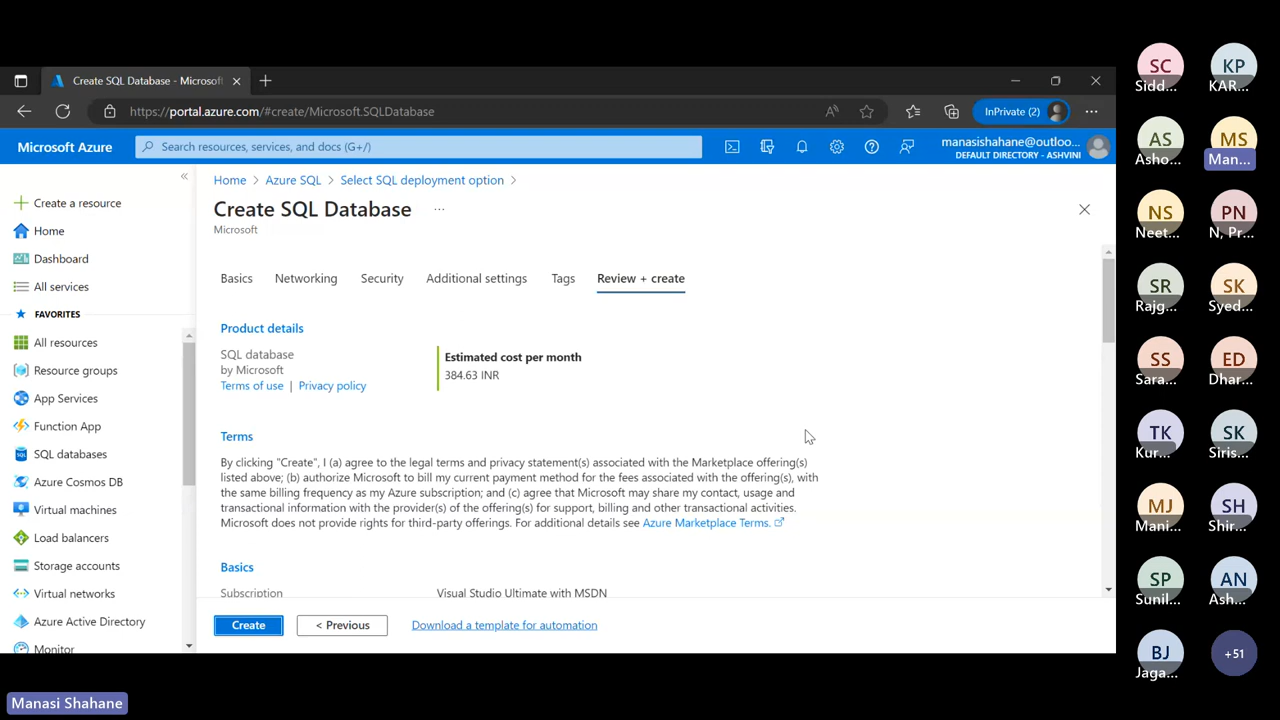 Create SQL Database - Microsof
https://portal.azure.com/#create/Microsoft.SQLDatabase
InPrivate (2)
Microsoft Azure
Search resources, services, and docs (G+/)
manasishahane@outloo...
DEFAULT DIRECTORY - ASHVINI
Create a resource
Home
Dashboard
All services
FAVORITES
All resources
Resource groups
App Services
Function App
SQL databases
Azure Cosmos DB
Virtual machines
Load balancers
Storage accounts
Virtual networks
Azure Active Directory
Monitor
Home > Azure SQL > Select SQL deployment option >
Create SQL Database ...
Microsoft
Basics Networking Security Additional settings Tags Review + create
Product details
SQL database
by Microsoft
Terms of use | Privacy policy
Estimated cost per month
384.63 INR
Terms
By clicking "Create", I (a) agree to the legal terms and privacy statement(s) associated with the Marketplace offering(s)
listed above; (b) authorize Microsoft to bill my current payment method for the fees associated with the offering(s), with
the same billing frequency as my Azure subscription; and (c) agree that Microsoft may share my contact, usage and
transactional information with the provider(s) of the offering(s) for support, billing and other transactional activities.
Microsoft does not provide rights for third-party offerings. For additional details see Azure Marketplace Terms.
Basics
Subscription Visual Studio Ultimate with MSDN
Create < Previous Download a template for automation
SC KP
Sidd... KAR...
AS MS
Asho... Man...
NS PN
Neet... N, Pr...
SR SK
Rajg... Syed...
SS ED
Sara... Dhar...
TK SK
Kur... Siris...
MJ SH
Mani... Shir...
SP AN
Sunil... Ash...
BJ +51
Jaga...
Manasi Shahane